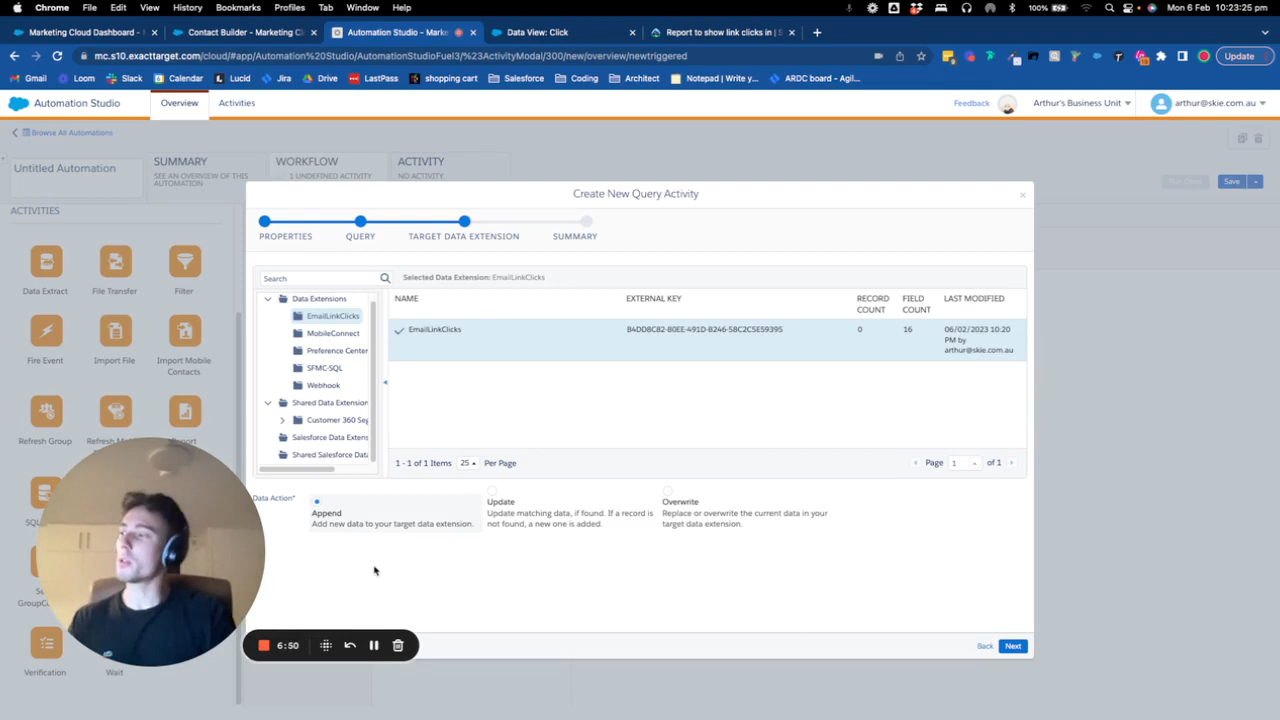 Chrome File Edit View History Bookmarks Profiles Tab Window Help 100% Mon 6 Feb 10:23:25 pm
Marketing Cloud Dashboard - Contact Builder - Marketing C Automation Studio - Marke Data View: Click Report to show link clicks in | S
mc.s10.exacttarget.com/cloud/#app/Automation%20Studio/AutomationStudioFuel3/%23ActivityModal/300/new/overview/newtriggered Update
Gmail Loom Slack Calendar Lucid Jira Drive LastPass shopping cart Salesforce Coding Architect Notepad | Write y... ARDC board - Agil...
Automation Studio Overview Activities Feedback Arthur's Business Unit arthur@skie.com.au
Browse All Automations
Untitled Automation
SUMMARY
SEE AN OVERVIEW OF THIS
AUTOMATION
WORKFLOW
1 UNDEFINED ACTIVITY
ACTIVITY
NO ACTIVITY
Run Once Save
ACTIVITIES
Data Extract File Transfer Filter
Fire Event Import File Import Mobile
Contacts
Refresh Group
Verification Wait
Create New Query Activity
PROPERTIES QUERY TARGET DATA EXTENSION SUMMARY
Search
Selected Data Extension: EmailLinkClicks
Data Extensions
EmailLinkClicks
MobileConnect
Preference Center
SFMC-SQL
Webhook
Shared Data Extension
Customer 360 Seg
Salesforce Data Extens
Shared Salesforce Data
NAME EXTERNAL KEY RECORD COUNT FIELD COUNT LAST MODIFIED
EmailLinkClicks B4DD8C82-80EE-491D-B246-58C2C5E59395 0 16 06/02/2023 10:20
PM by
arthur@skie.com.au
1 - 1 of 1 Items 25 Per Page Page 1 of 1
Data Action*
Append
Add new data to your target data extension.
Update
Update matching data, if found. If a record is
not found, a new one is added.
Overwrite
Replace or overwrite the current data in your
target data extension.
6:50
Back Next